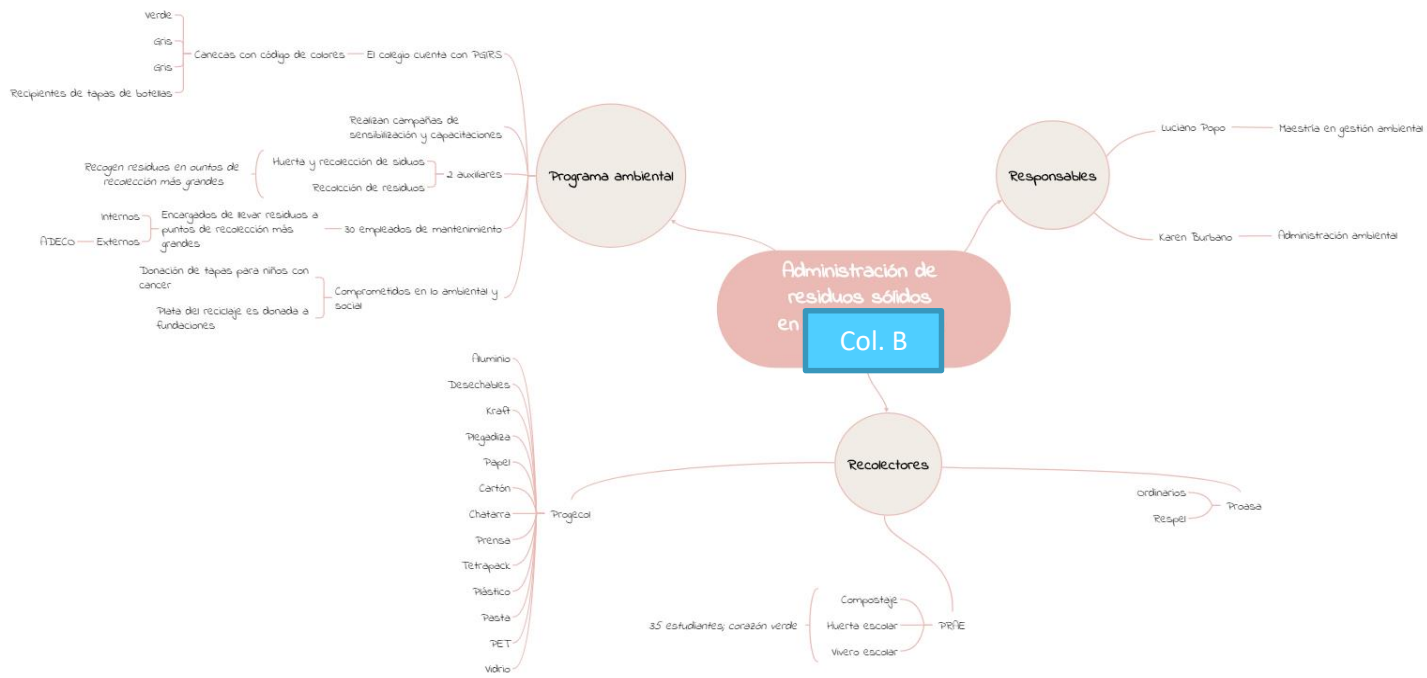 Administración de
residuos sólidos
en
Col. B
Programa ambiental
El colegio cuenta con PGIRS
Canecas con código de colores
Verde
Gris
Gris
Recipientes de tapas de botellas
Realizan campañas de
sensibilización y capacitaciones
2 auxiliares
Huerta y recolección de siduos
Recolcción de residuos
Recogen residuos en puntos de
recolección más grandes
30 empleados de mantenimiento
Encargados de llevar residuos a
puntos de recolección más
grandes
Internos
Externos
ADECo
Comprometidos en lo ambiental y
social
Donación de tapas para niños con
cancer
Plata del reciclaje es donada a
fundaciones
Responsables
Luciano Popo
Maestría en gestión ambiental
Karen Burbano
Administración ambiental
Recolectores
Progecol
Aluminio
Desechables
Kraft
Plegadiza
Papel
Cartón
Chatarra
Prensa
Tetrapack
Plástico
Pasta
PET
Vidrio
PRAE
Compostaje
Huerta escolar
Vivero escolar
35 estudiantes; corazón verde
Proasa
Ordinarios
Respel